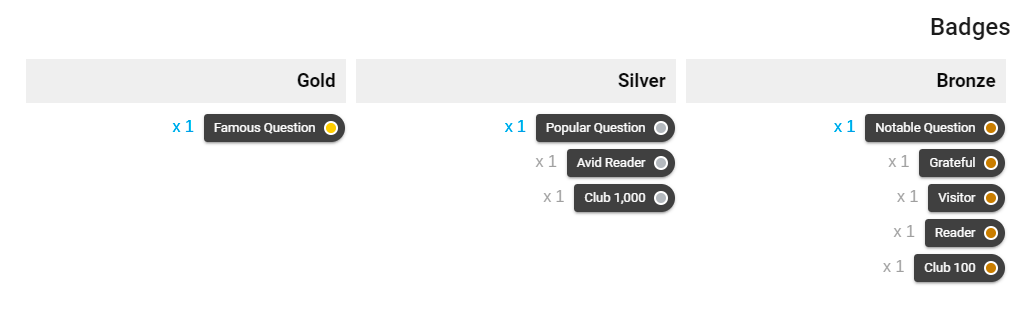 Badges
Gold
x 1 Famous Question
Silver
x 1 Popular Question
x 1 Avid Reader
x 1 Club 1,000
Bronze
x 1 Notable Question
x 1 Grateful
x 1 Visitor
x 1 Reader
x 1 Club 100